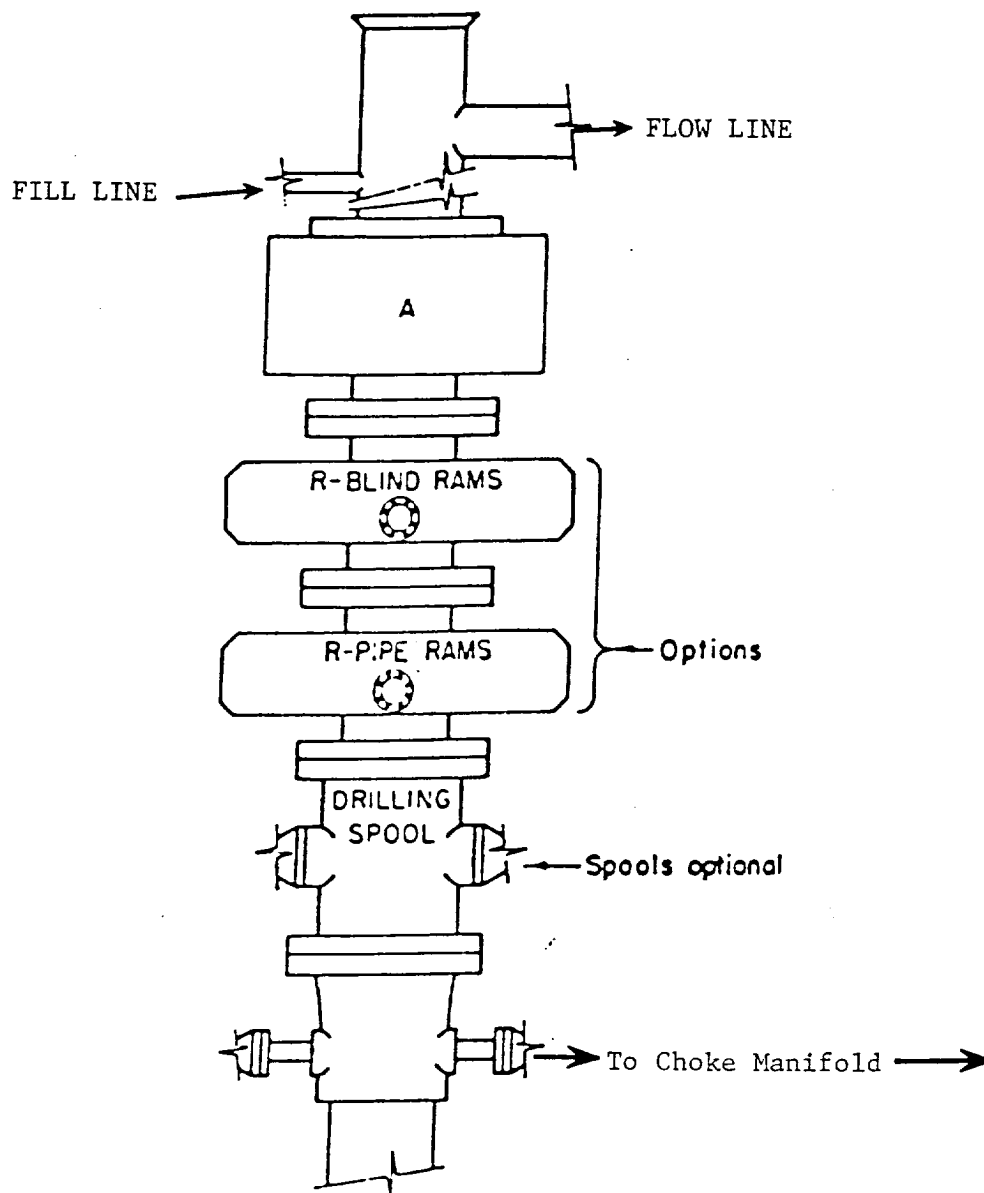 FLOW LINE
FILL LINE
A
R-BLIND RAMS
R-PIPE RAMS
Options
DRILLING
SPOOL
Spools optional
To Choke Manifold